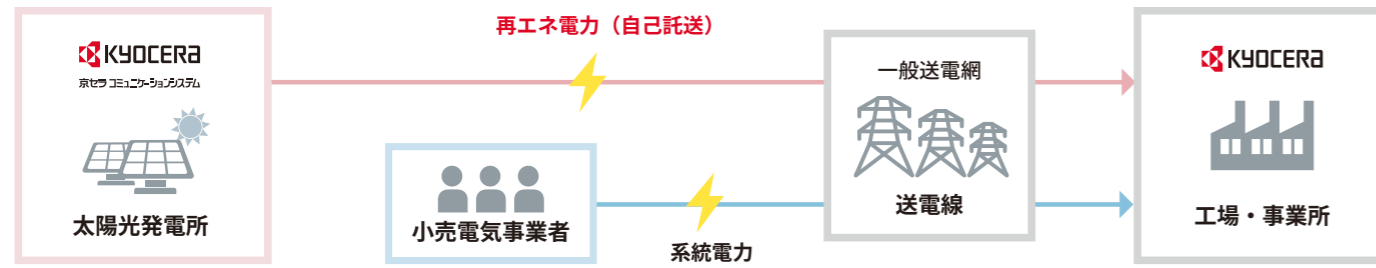 KYOCERA
京セラ コミュニケーションシステム
太陽光発電所
再エネ電力（自己託送）
小売電気事業者
系統電力
一般送電網
送電線
KYOCERA
工場・事業所